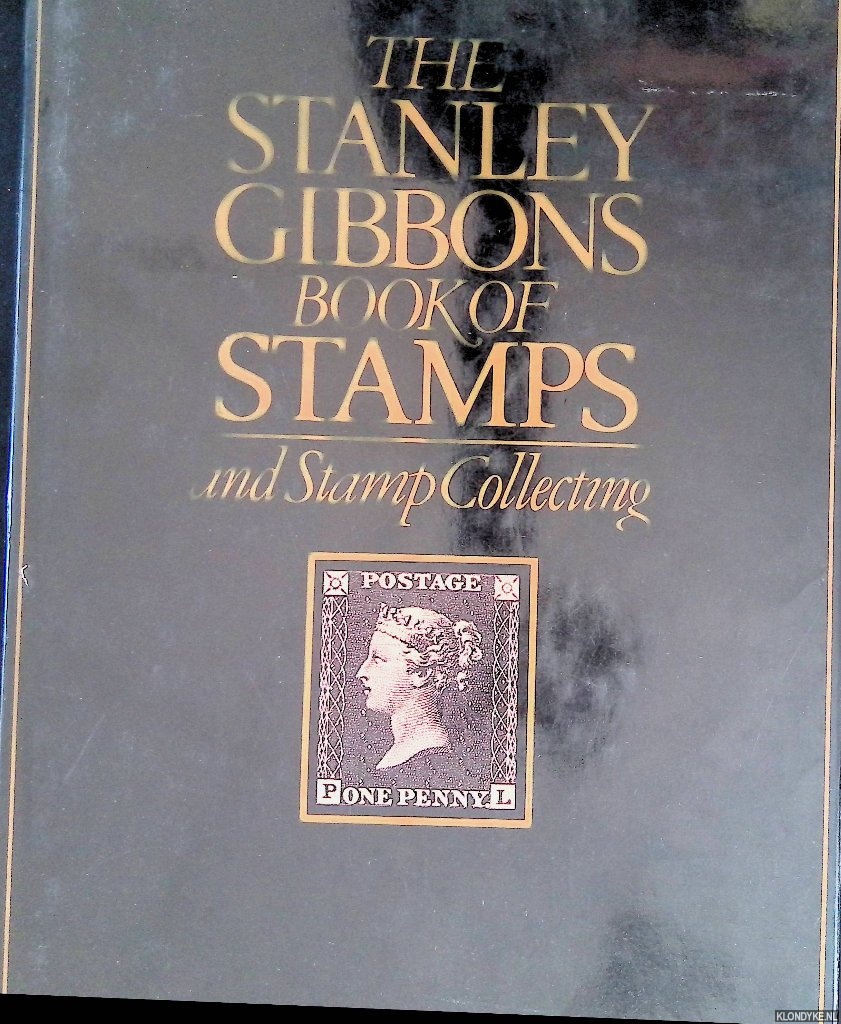 THE
STANLEY
GIBBONS
BOOK OF
STAMPS
and Stamp Collecting
POSTAGE
P ONE PENNY. L
KLONDYKE.NL